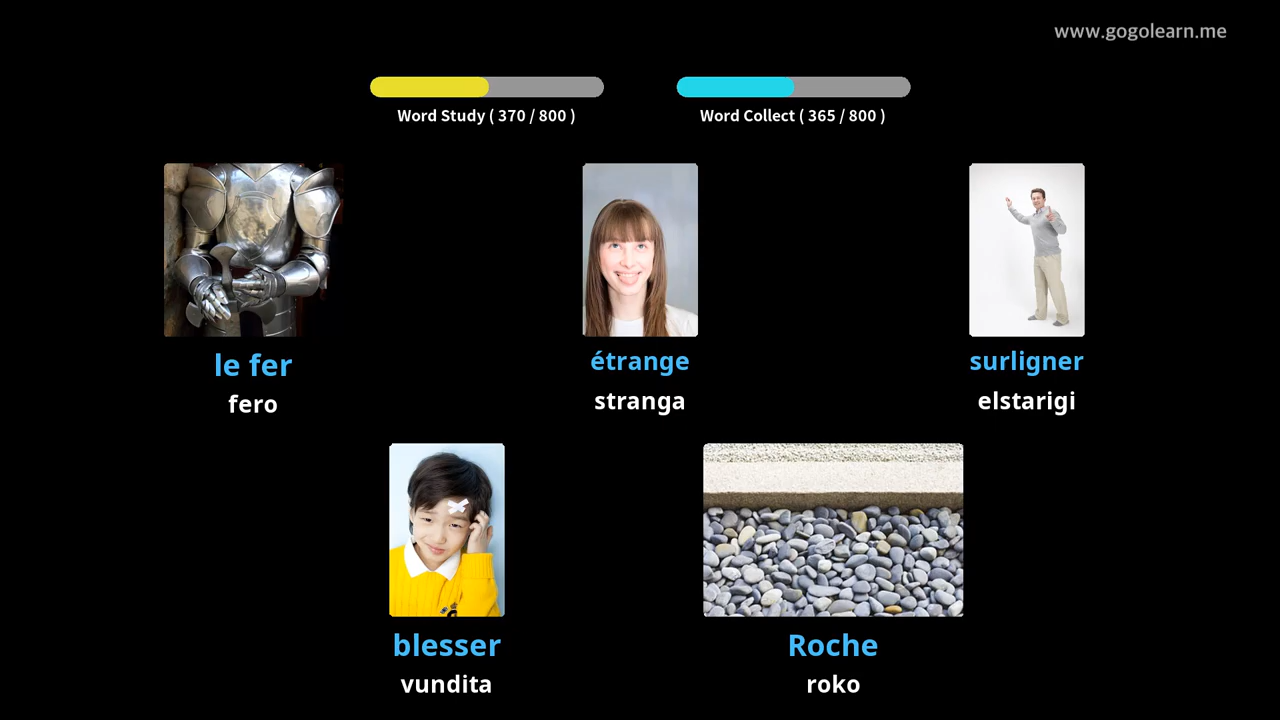 www.gogolearn.me
Word Study ( 370 / 800 )
Word Collect ( 365 / 800 )
le fer
fero
étrange
stranga
surligner
elstarigi
blesser
vundita
Roche
roko